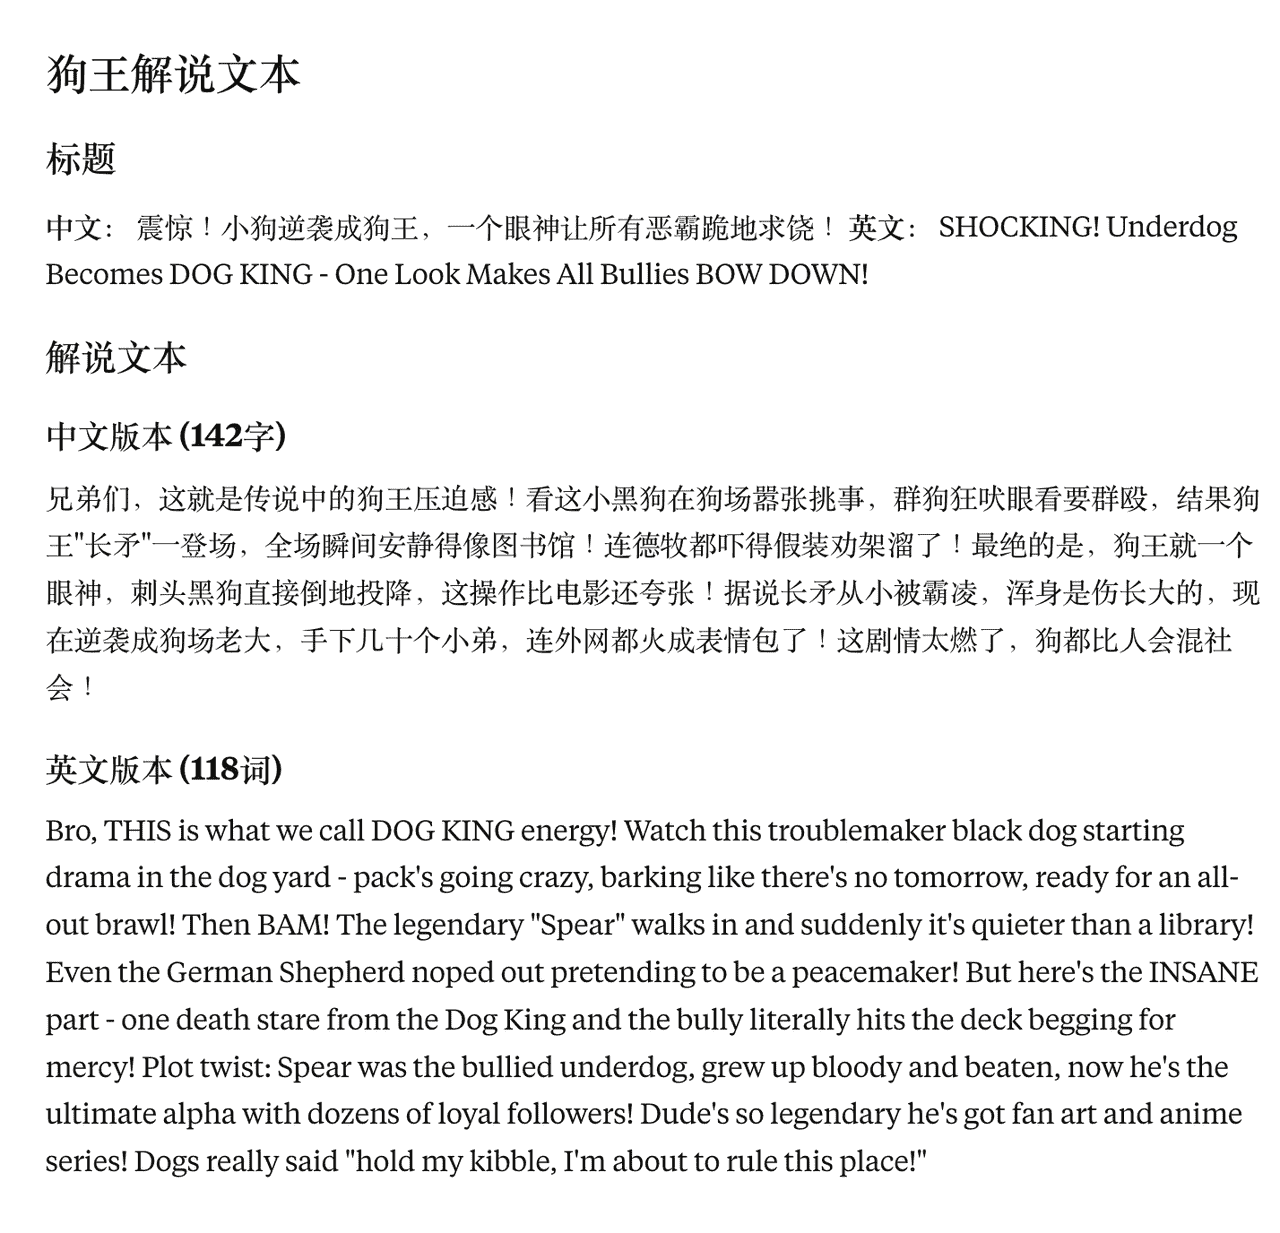 狗王解说文本
标题
中文： 震惊！小狗逆袭成狗王，一个眼神让所有恶霸跪地求饶！ 英文： SHOCKING! Underdog
Becomes DOG KING - One Look Makes All Bullies BOW DOWN!
解说文本
中文版本 (142字)
兄弟们，这就是传说中的狗王压迫感！看这小黑狗在狗场嚣张挑事，群狗狂吠眼看要群殴，结果狗
王"长矛"一登场，全场瞬间安静得像图书馆！连德牧都吓得假装劝架溜了！最绝的是，狗王就一个
眼神，刺头黑狗直接倒地投降，这操作比电影还夸张！据说长矛从小被霸凌，浑身是伤长大的，现
在逆袭成狗场老大，手下几十个小弟，连外网都火成表情包了！这剧情太燃了，狗都比人会混社
会！
英文版本 (118词)
Bro, THIS is what we call DOG KING energy! Watch this troublemaker black dog starting
drama in the dog yard - pack's going crazy, barking like there's no tomorrow, ready for an all-
out brawl! Then BAM! The legendary "Spear" walks in and suddenly it's quieter than a library!
Even the German Shepherd noped out pretending to be a peacemaker! But here's the INSANE
part - one death stare from the Dog King and the bully literally hits the deck begging for
mercy! Plot twist: Spear was the bullied underdog, grew up bloody and beaten, now he's the
ultimate alpha with dozens of loyal followers! Dude's so legendary he's got fan art and anime
series! Dogs really said "hold my kibble, I'm about to rule this place!"